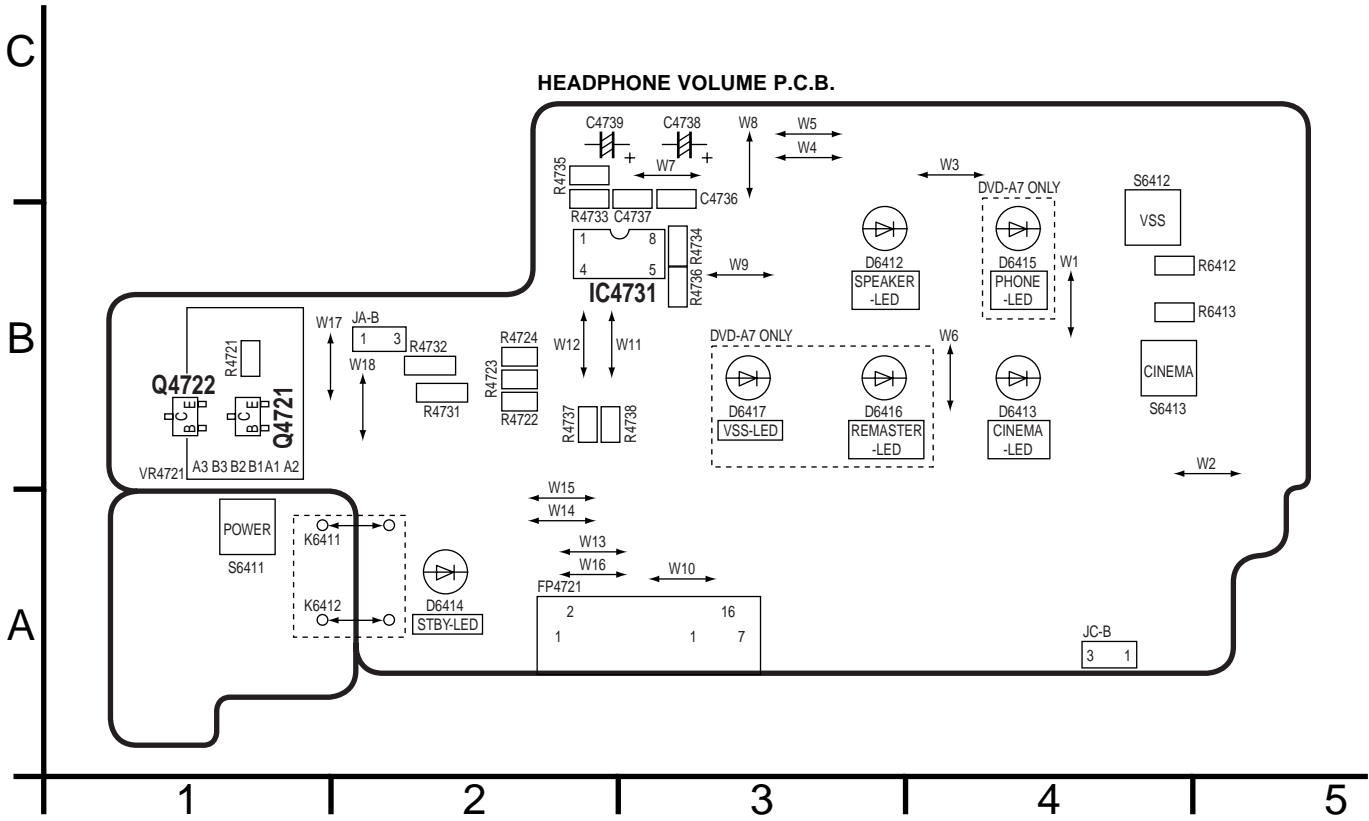 C
HEADPHONE VOLUME P.C.B.
C4739
C4738
W8
W5
W4
R4735
W7
W3
S6412
DVD-A7 ONLY
C4736
VSS
R4733
C4737
1
8
R4734
4
5
R4736
IC4731
W9
D6412
SPEAKER
-LED
D6415
PHONE
-LED
W1
R6412
R6413
B
W17
JA-B
1
3
R4721
W18
R4732
R4724
R4723
R4731
R4722
W12
W11
DVD-A7 ONLY
W6
CINEMA
S6413
Q4722
E
C
B
E
C
B
Q4721
R4737
R4738
D6417
VSS-LED
D6416
REMASTER
-LED
D6413
CINEMA
-LED
VR4721
A3 B3 B2 B1 A1 A2
W2
W15
W14
POWER
S6411
K6411
W13
W16
W10
K6412
D6414
STBY-LED
A
FP4721
2
16
1
1
7
JC-B
3
1
1
2
3
4
5